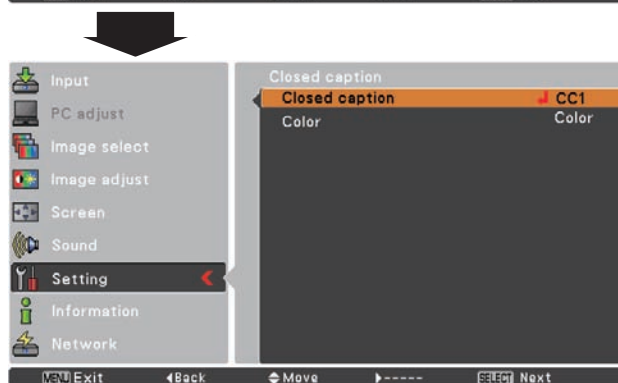 Input
PC adjust
Image select
Image adjust
Screen
Sound
Setting
Information
Network
Closed caption
Closed caption CC1
Color Color
MENU Exit Back Move ----- SELECT Next